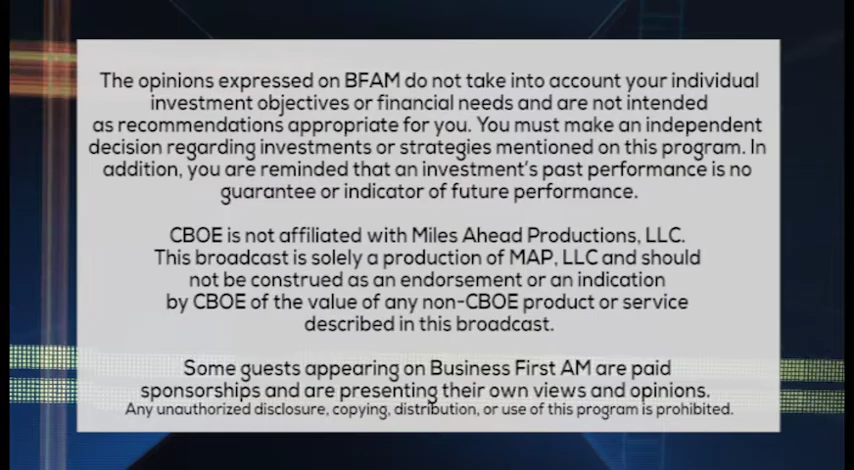 The opinions expressed on BFAM do not take into account your individual
investment objectives or financial needs and are not intended
as recommendations appropriate for you. You must make an independent
decision regarding investments or strategies mentioned on this program. In
addition, you are reminded that an investment's past performance is no
guarantee or indicator of future performance.
CBOE is not affiliated with Miles Ahead Productions, LLC.
This broadcast is solely a production of MAP, LLC and should
not be construed as an endorsement or an indication
by CBOE of the value of any non-CBOE product or service
described in this broadcast.
Some guests appearing on Business First AM are paid
sponsorships and are presenting their own views and opinions.
Any unauthorized disclosure, copying, distribution, or use of this program is prohibited.